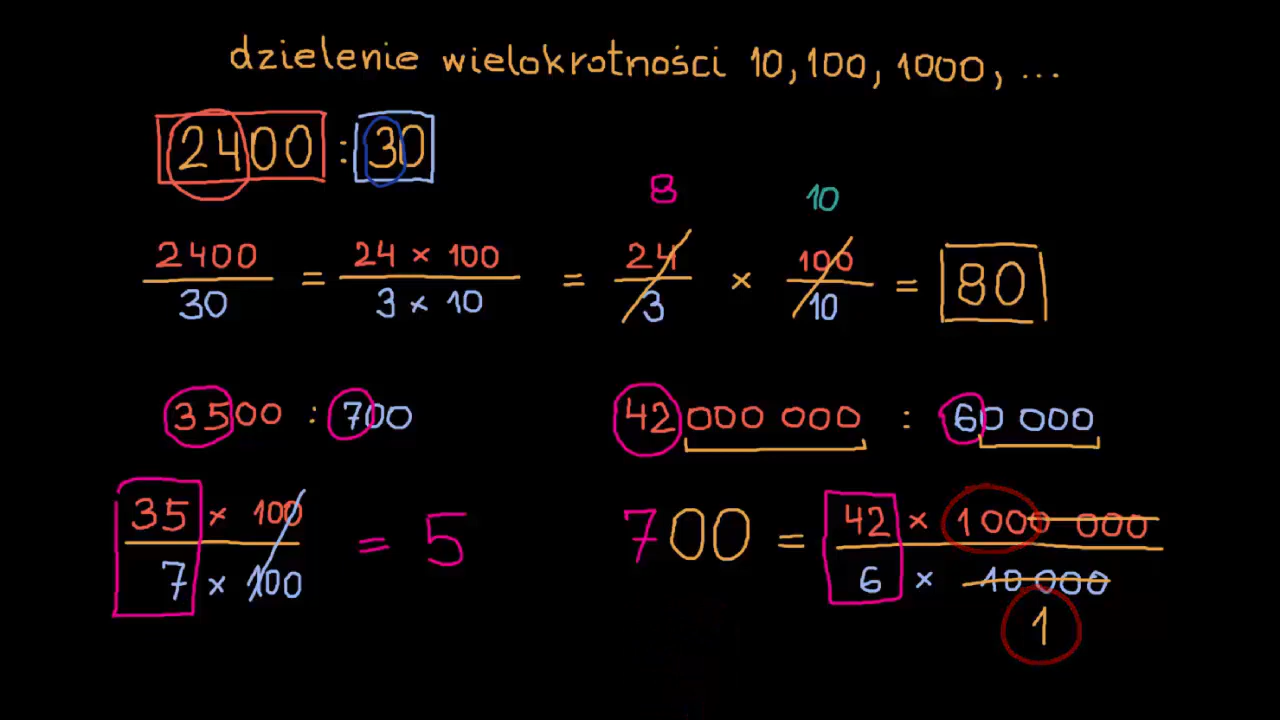 dzielenie wielokrotności 10, 100, 1000, ...
2400 : 30
8 10
2400 / 30 = 24 × 100 / 3 × 10 = 24 / 3 × 100 / 10 = 80
3500 : 700
42 000 000 : 60 000
35 × 100 / 7 × 100 = 5
700 = 42 × 1000 000 / 6 × 10 000
1